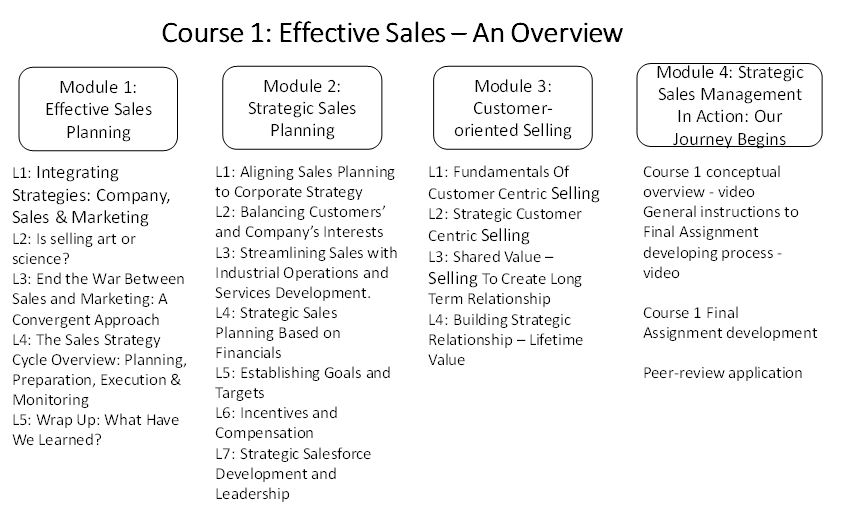 Course 1: Effective Sales – An Overview
Module 1:
Effective Sales
Planning
L1: Integrating
Strategies: Company,
Sales & Marketing
L2: Is selling art or
science?
L3: End the War Between
Sales and Marketing: A
Convergent Approach
L4: The Sales Strategy
Cycle Overview: Planning,
Preparation, Execution &
Monitoring
L5: Wrap Up: What Have
We Learned?
Module 2:
Strategic Sales
Planning
L1: Aligning Sales Planning
to Corporate Strategy
L2: Balancing Customers’
and Company’s Interests
L3: Streamlining Sales with
Industrial Operations and
Services Development.
L4: Strategic Sales
Planning Based on
Financials
L5: Establishing Goals and
Targets
L6: Incentives and
Compensation
L7: Strategic Salesforce
Development and
Leadership
Module 3:
Customer-
oriented Selling
L1: Fundamentals Of
Customer Centric Selling
L2: Strategic Customer
Centric Selling
L3: Shared Value –
Selling To Create Long
Term Relationship
L4: Building Strategic
Relationship – Lifetime
Value
Module 4: Strategic
Sales Management
In Action: Our
Journey Begins
Course 1 conceptual
overview - video
General instructions to
Final Assignment
developing process -
video
Course 1 Final
Assignment development
Peer-review application